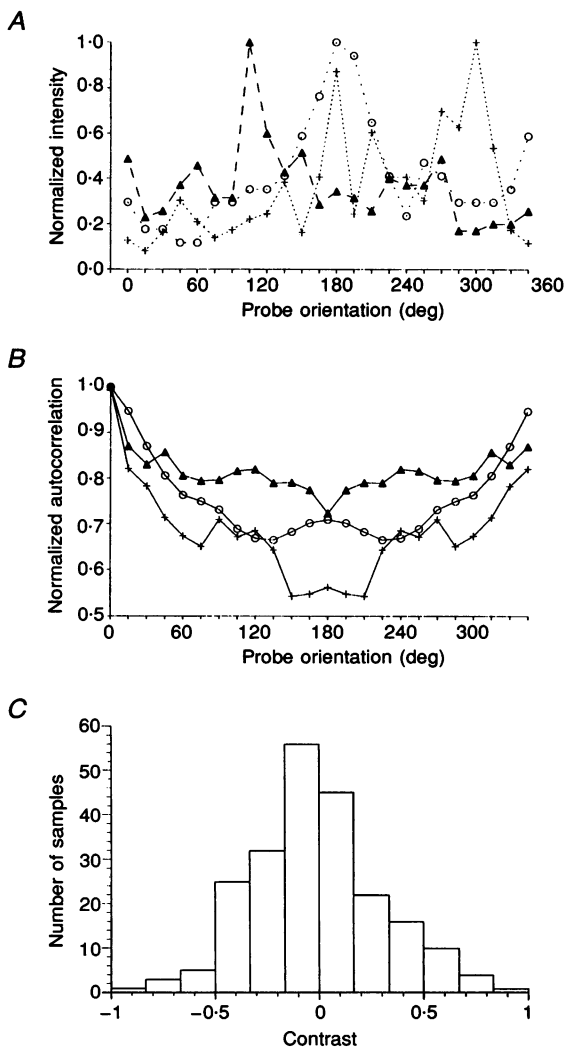 A
Normalized intensity
1·0
0·8
0·6
0·4
0·2
0·0
0 60 120 180 240 300 360
Probe orientation (deg)
B
Normalized autocorrelation
1·0
0·9
0·8
0·7
0·6
0·5
0 60 120 180 240 300
Probe orientation (deg)
C
Number of samples
60
50
40
30
20
10
0
−1 −0·5 0 0·5 1
Contrast